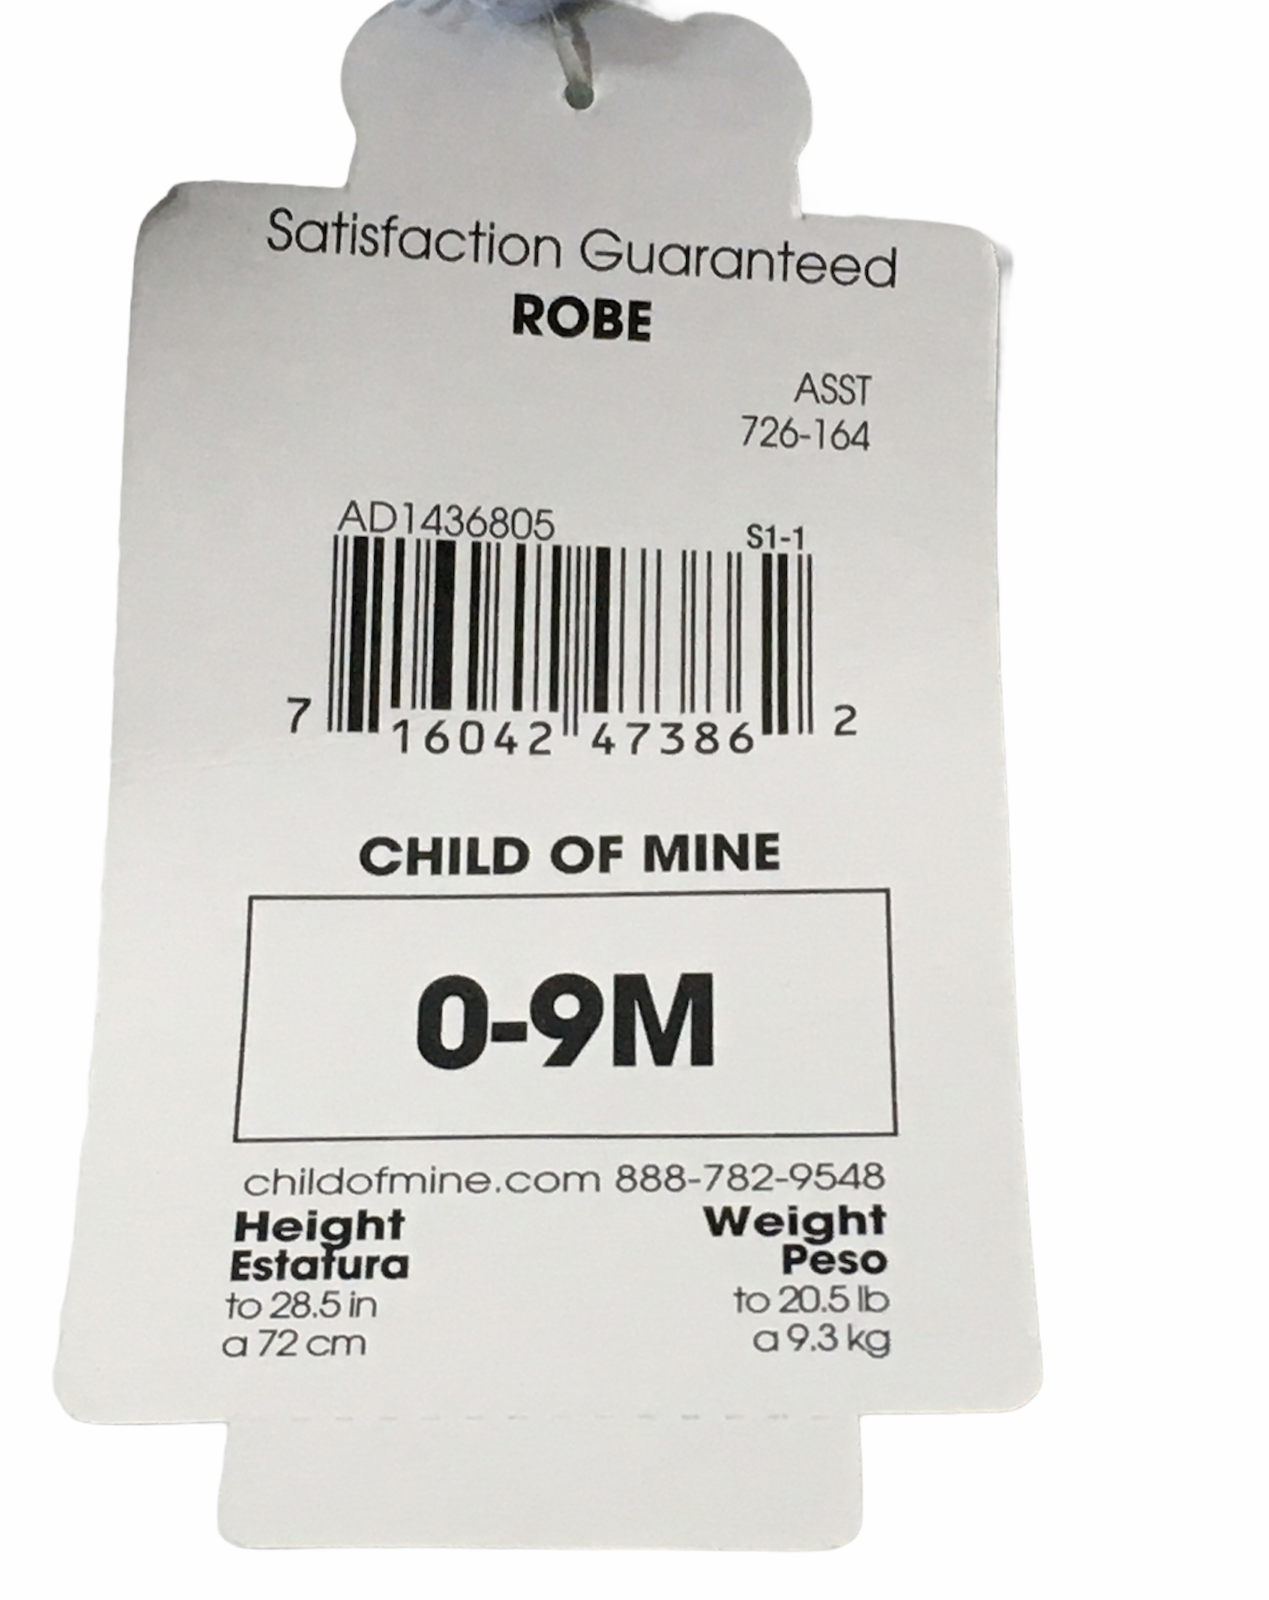 Satisfaction Guaranteed
ROBE
ASST
726-164
AD1436805 S1-1
7 16042 47386 2
CHILD OF MINE
0-9M
childofmine.com 888-782-9548
Height Weight
Estatura Peso
to 28.5 in to 20.5 lb
a 72 cm a 9.3 kg